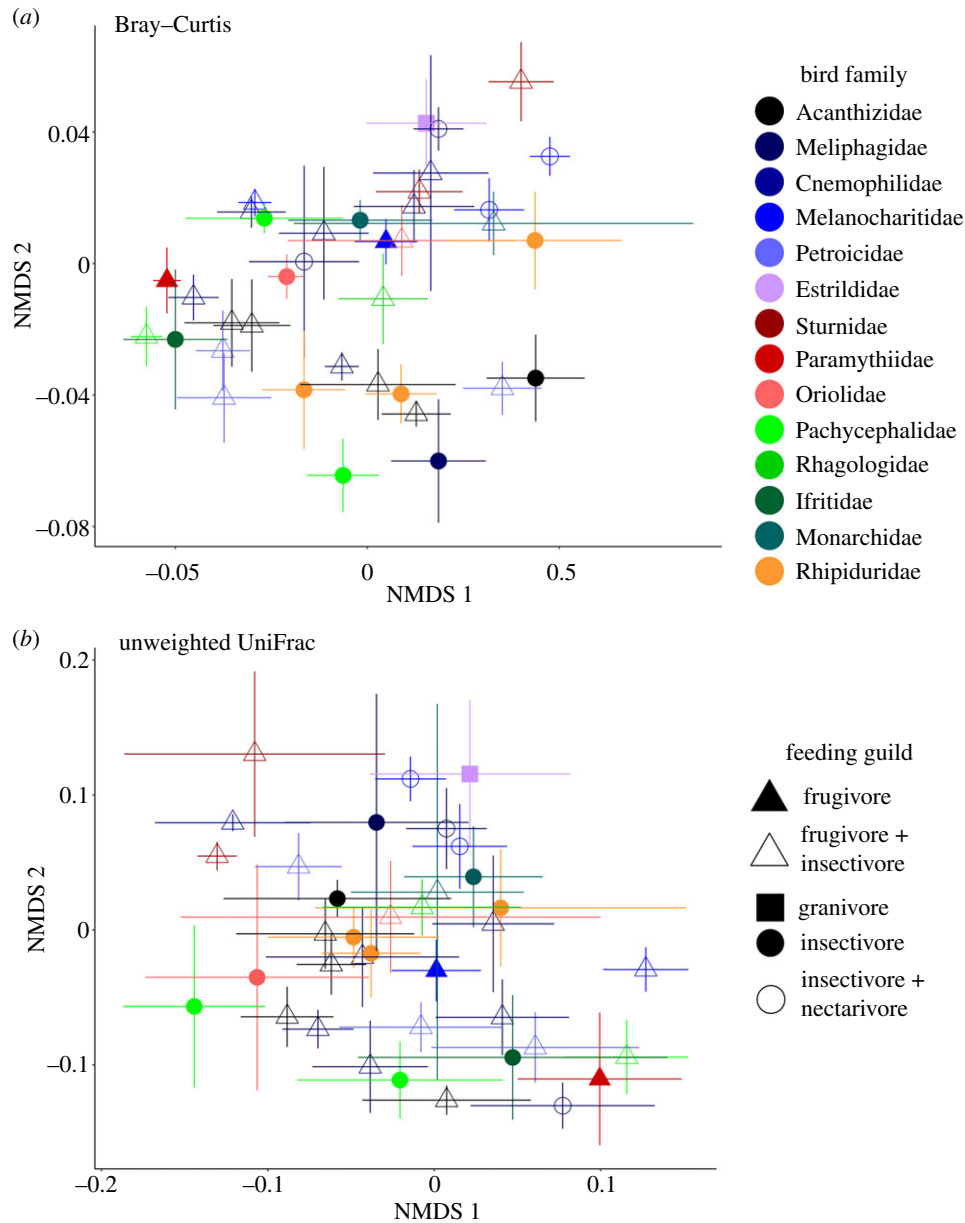 (a)
Bray–Curtis
0.04
0
–0.04
–0.08
NMDS 2
–0.05
0
0.5
NMDS 1
bird family
Acanthizidae
Meliphagidae
Cnemophilidae
Melanocharitidae
Petroicidae
Estrildidae
Sturnidae
Paramythiidae
Oriolidae
Pachycephalidae
Rhagologidae
Ifritidae
Monarchidae
Rhipiduridae
(b)
unweighted UniFrac
0.2
0.1
0
–0.1
NMDS 2
–0.2
–0.1
0
0.1
NMDS 1
feeding guild
frugivore
frugivore +
insectivore
granivore
insectivore
insectivore +
nectarivore